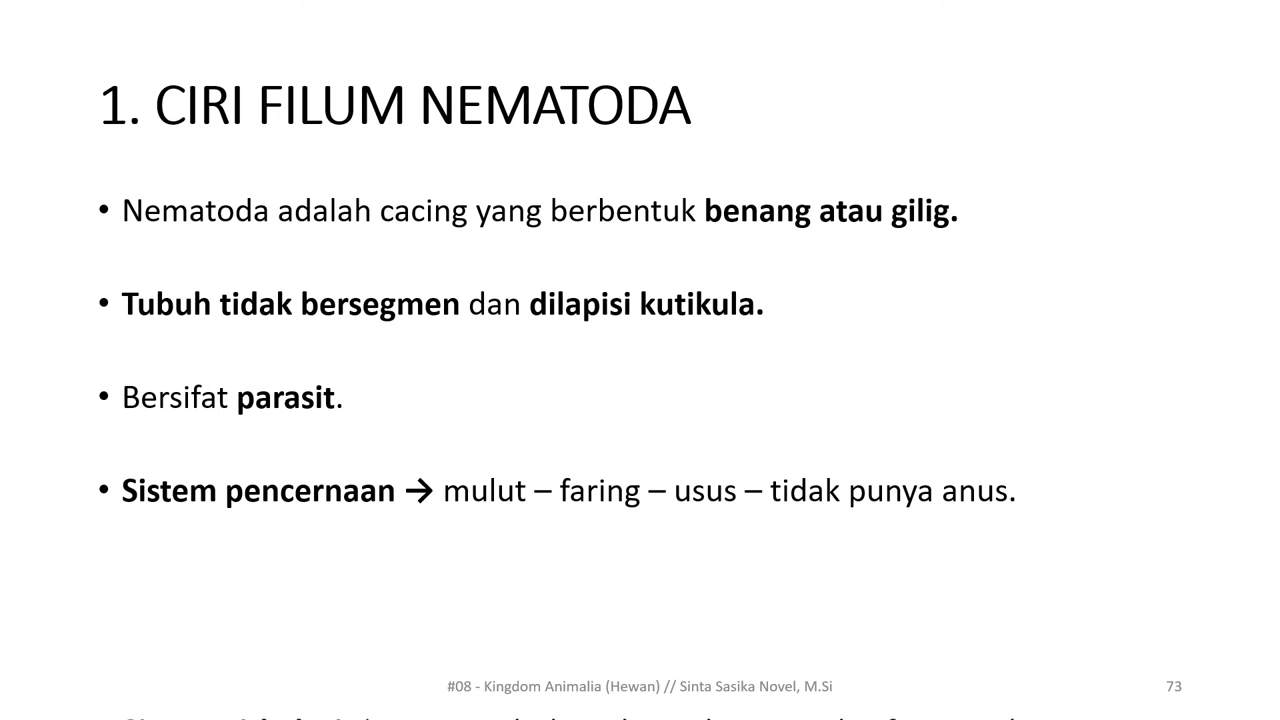 1. CIRI FILUM NEMATODA
• Nematoda adalah cacing yang berbentuk benang atau gilig.
• Tubuh tidak bersegmen dan dilapisi kutikula.
• Bersifat parasit.
• Sistem pencernaan → mulut – faring – usus – tidak punya anus.
#08 - Kingdom Animalia (Hewan) // Sinta Sasika Novel, M.Si
73